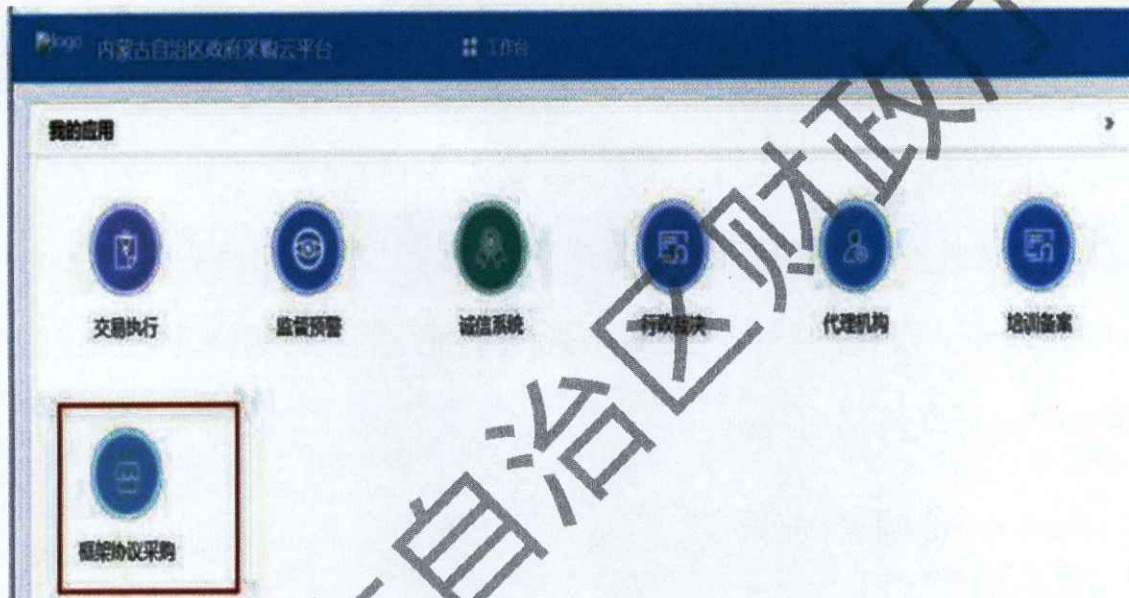 logo 内蒙古自治区政府采购云平台 工作台
我的应用
交易执行 监督预警 诚信系统 行政裁决 代理机构 培训备案
框架协议采购
自治区财政厅